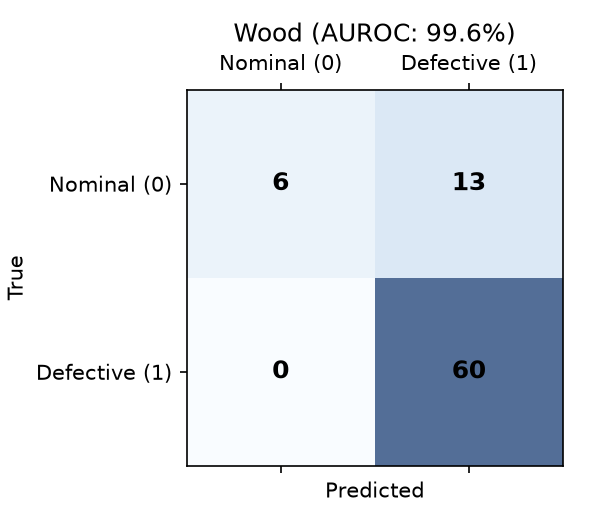 Wood (AUROC: 99.6%)
Nominal (0) Defective (1)
Nominal (0) 6 13
True
Defective (1) 0 60
Predicted